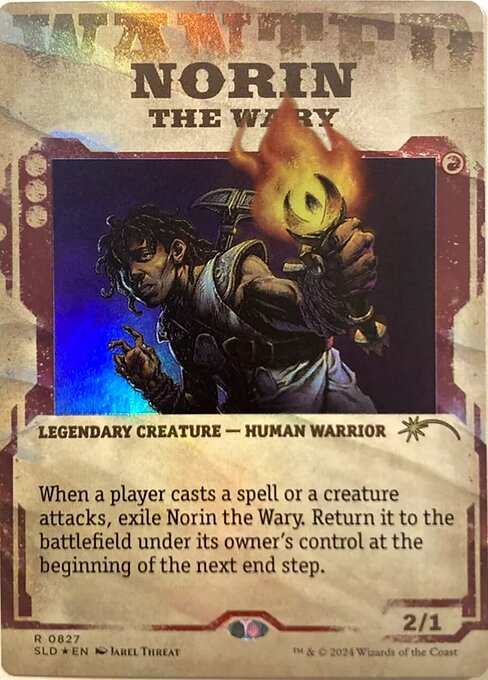 WANTED
NORIN
THE WARY
LEGENDARY CREATURE — HUMAN WARRIOR
When a player casts a spell or a creature
attacks, exile Norin the Wary. Return it to the
battlefield under its owner's control at the
beginning of the next end step.
2/1
R 0827
SLD ★ EN JAREL THREAT
™ & © 2024 Wizards of the Coast